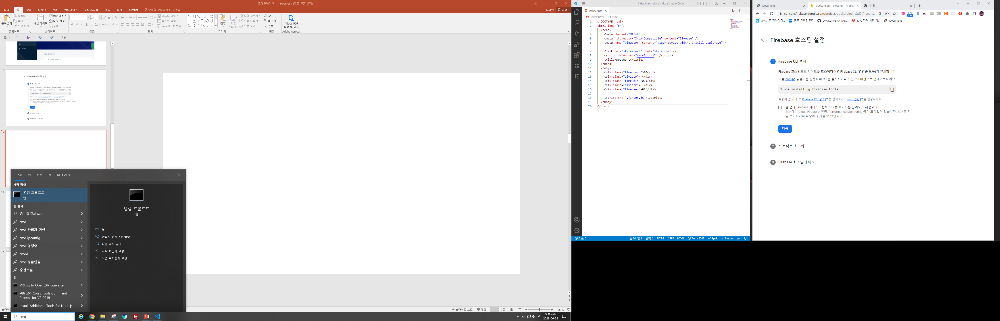 프레젠테이션1 - PowerPoint (제품 인증 실패)
파일 홈 삽입 디자인 전환 애니메이션 슬라이드 쇼 검토 보기 Acrobat 수행할 작업을 알려 주세요.
로그인 공유
붙여넣기
잘라내기
복사
서식 복사
클립보드
새 슬라이드
레이아웃
다시 설정
구역
슬라이드
24+
글꼴
텍스트 방향
텍스트 맞춤
SmartArt로 변환
단락
정렬
빠른 스타일
도형 채우기
도형 윤곽선
도형 효과
그리기
찾기
바꾸기
선택
편집
Adobe PDF
작성 및 공유
Adobe Acrobat
9
Firebase 호스팅 설정
Firebase CLI 설치
$ npm install -g firebase-tools
다음
프로젝트 초기화
Firebase 호스팅에 배포
10
11
12
모두 앱 문서 웹 더 보기
가장 정확
명령 프롬프트
앱
웹 검색
층 - 웹 결과 보기
cmd
cmd 관리자 권한
cmd ipconfig
cmd 명령어
cmdd
cmd 정품인증
층간소음
앱
VRImg to OpenEXR converter
x86_x64 Cross Tools Command
Prompt for VS 2019
Install Additional Tools for Node.js
명령 프롬프트
앱
열기
관리자 권한으로 실행
파일 위치 열기
시작 화면에 고정
작업 표시줄에 고정
슬라이드 노트 메모 125 %
cmd
A 오후 4:04
2023-06-28
index.html - clock - Visual Studio Code
index.html
index.html > html
1 <!DOCTYPE html>
2 <html lang="en">
3 <head>
4 <meta charset="UTF-8" />
5 <meta http-equiv="X-UA-Compatible" content="IE=edge" />
6 <meta name="viewport" content="width=device-width, initial-scale=1.0" /
>
7 <link rel="stylesheet" href="style.css" />
8 <script defer src="/script.js"></script>
9 <title>Document</title>
10 </head>
11 <body>
12 <div class="time hour">00</div>
13 <div class="divider">:</div>
14 <div class="time min">00</div>
15 <div class="divider">:</div>
16 <div class="time sec">00</div>
17
18 <script src="./index.js"></script>
19 </body>
20 </html>
0 0 줄 20, 열 8 공백: 2 UTF-8 CRLF HTML Port : 5502 Spell Prettier
Document clockproject - Hosting - Firebas 새 탭
console.firebase.google.com/project/clockproject-c2d0f/hostin...
New
GMS_(주)지아이티... 종로 그린컴퓨터 Divjason/GMA-FAD... KPC 자격 시험 상... Document
Firebase 호스팅 설정
1 Firebase CLI 설치
Firebase 호스팅으로 사이트를 호스팅하려면 Firebase CLI(명령줄 도구)가 필요합니다.
다음 npm 명령어를 실행하여 CLI를 설치하거나 최신 CLI 버전으로 업데이트하세요.
$ npm install -g firebase-tools
작동이 안 되나요? Firebase CLI 참조를 살펴보거나 npm 권한을 변경하세요.
웹 앱에 Firebase 자바스크립트 SDK를 추가하는 단계도 표시합니다.
SDK에는 Cloud Firestore, 인증, Performance Monitoring 등이 포함되어 있습니다. SDK를 지
금 추가하거나 나중에 추가할 수 있습니다.
다음
2 프로젝트 초기화
3 Firebase 호스팅에 배포